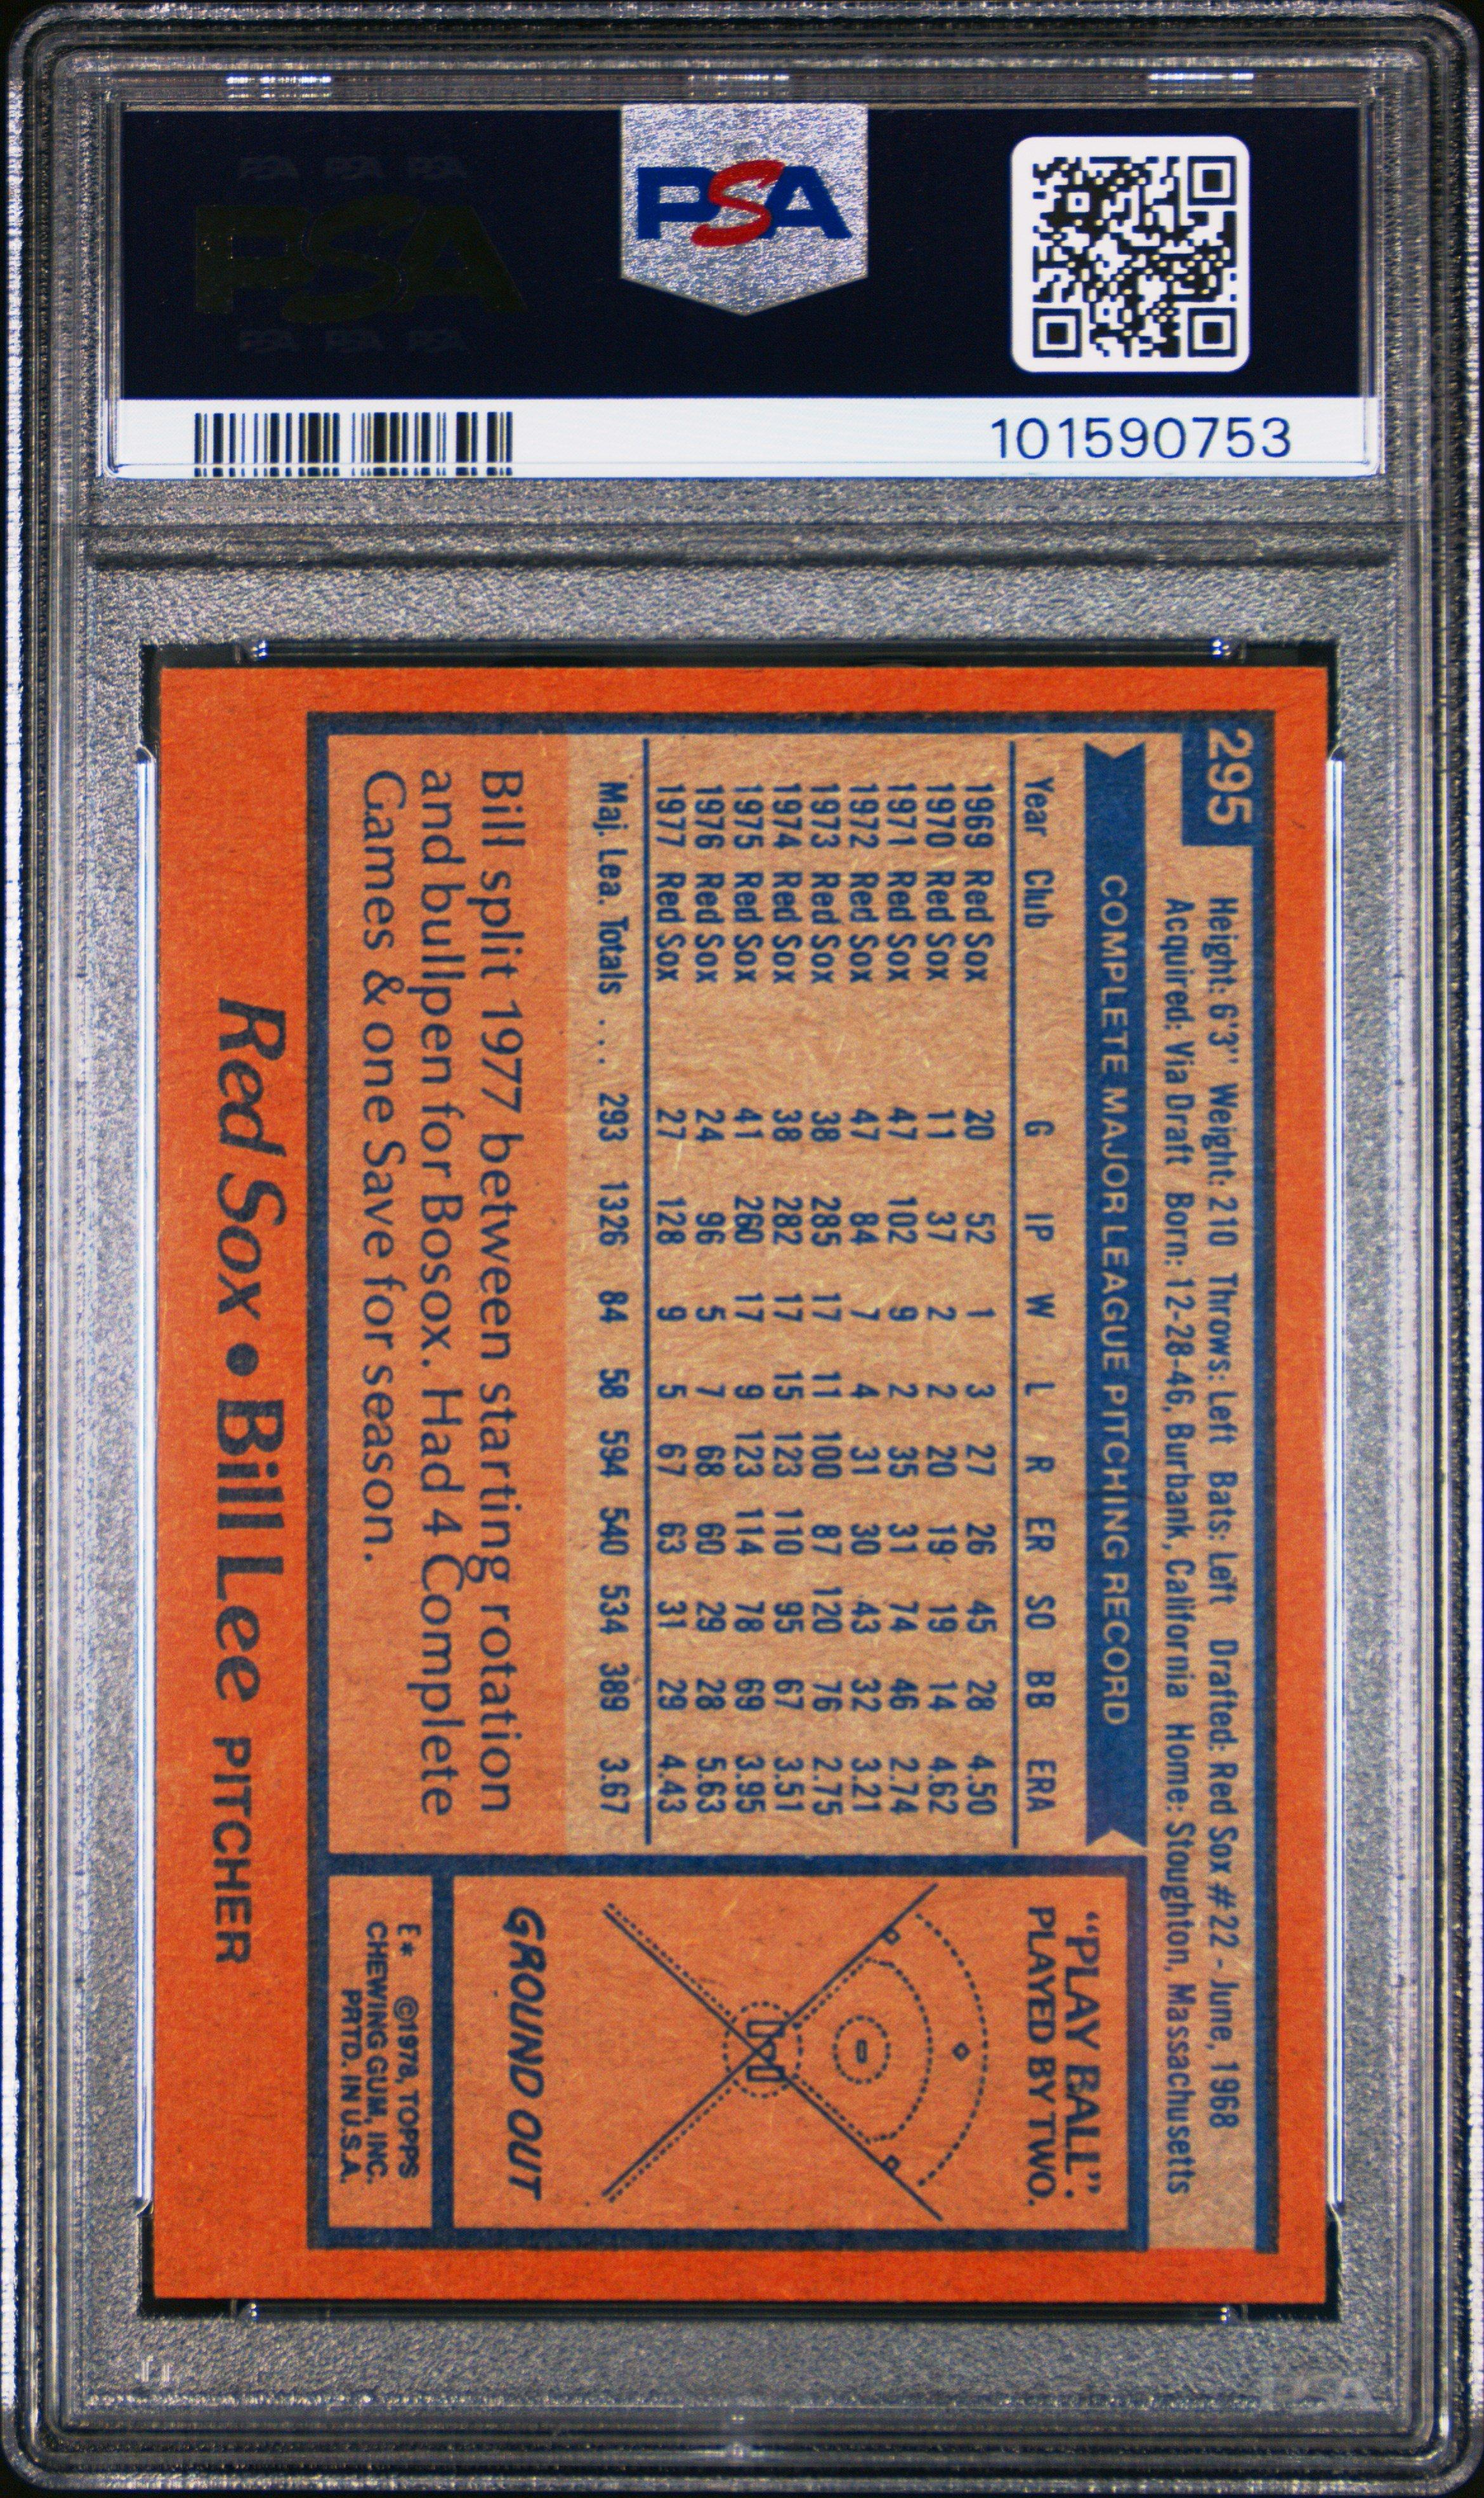 PSA PSA PSA
PSA
PSA PSA PSA
PSA
101590753
295
Height: 6'3" Weight: 210 Throws: Left Bats: Left Drafted: Red Sox #22 - June, 1968
Acquired: Via Draft Born: 12-28-46, Burbank, California Home: Stoughton, Massachusetts
COMPLETE MAJOR LEAGUE PITCHING RECORD
Year Club G IP W L R ER SO BB ERA
1969 Red Sox 20 52 1 3 27 26 45 28 4.50
1970 Red Sox 11 37 2 2 20 19 19 14 4.62
1971 Red Sox 47 102 9 2 35 31 74 46 2.74
1972 Red Sox 47 84 7 4 31 30 43 32 3.21
1973 Red Sox 38 285 17 11 100 87 120 76 2.75
1974 Red Sox 38 282 17 15 123 110 95 67 3.51
1975 Red Sox 41 260 17 9 123 114 78 69 3.95
1976 Red Sox 24 96 5 7 68 60 29 28 5.63
1977 Red Sox 27 128 9 5 67 63 31 29 4.43
Maj. Lea. Totals ... 293 1326 84 58 594 540 534 389 3.67
Bill split 1977 between starting rotation
and bullpen for Bosox. Had 4 Complete
Games & one Save for season.
"PLAY BALL":
PLAYED BY TWO.
GROUND OUT
E* ©1978, TOPPS
CHEWING GUM, INC.
PRTD. IN U.S.A.
Red Sox • Bill Lee PITCHER
PSA